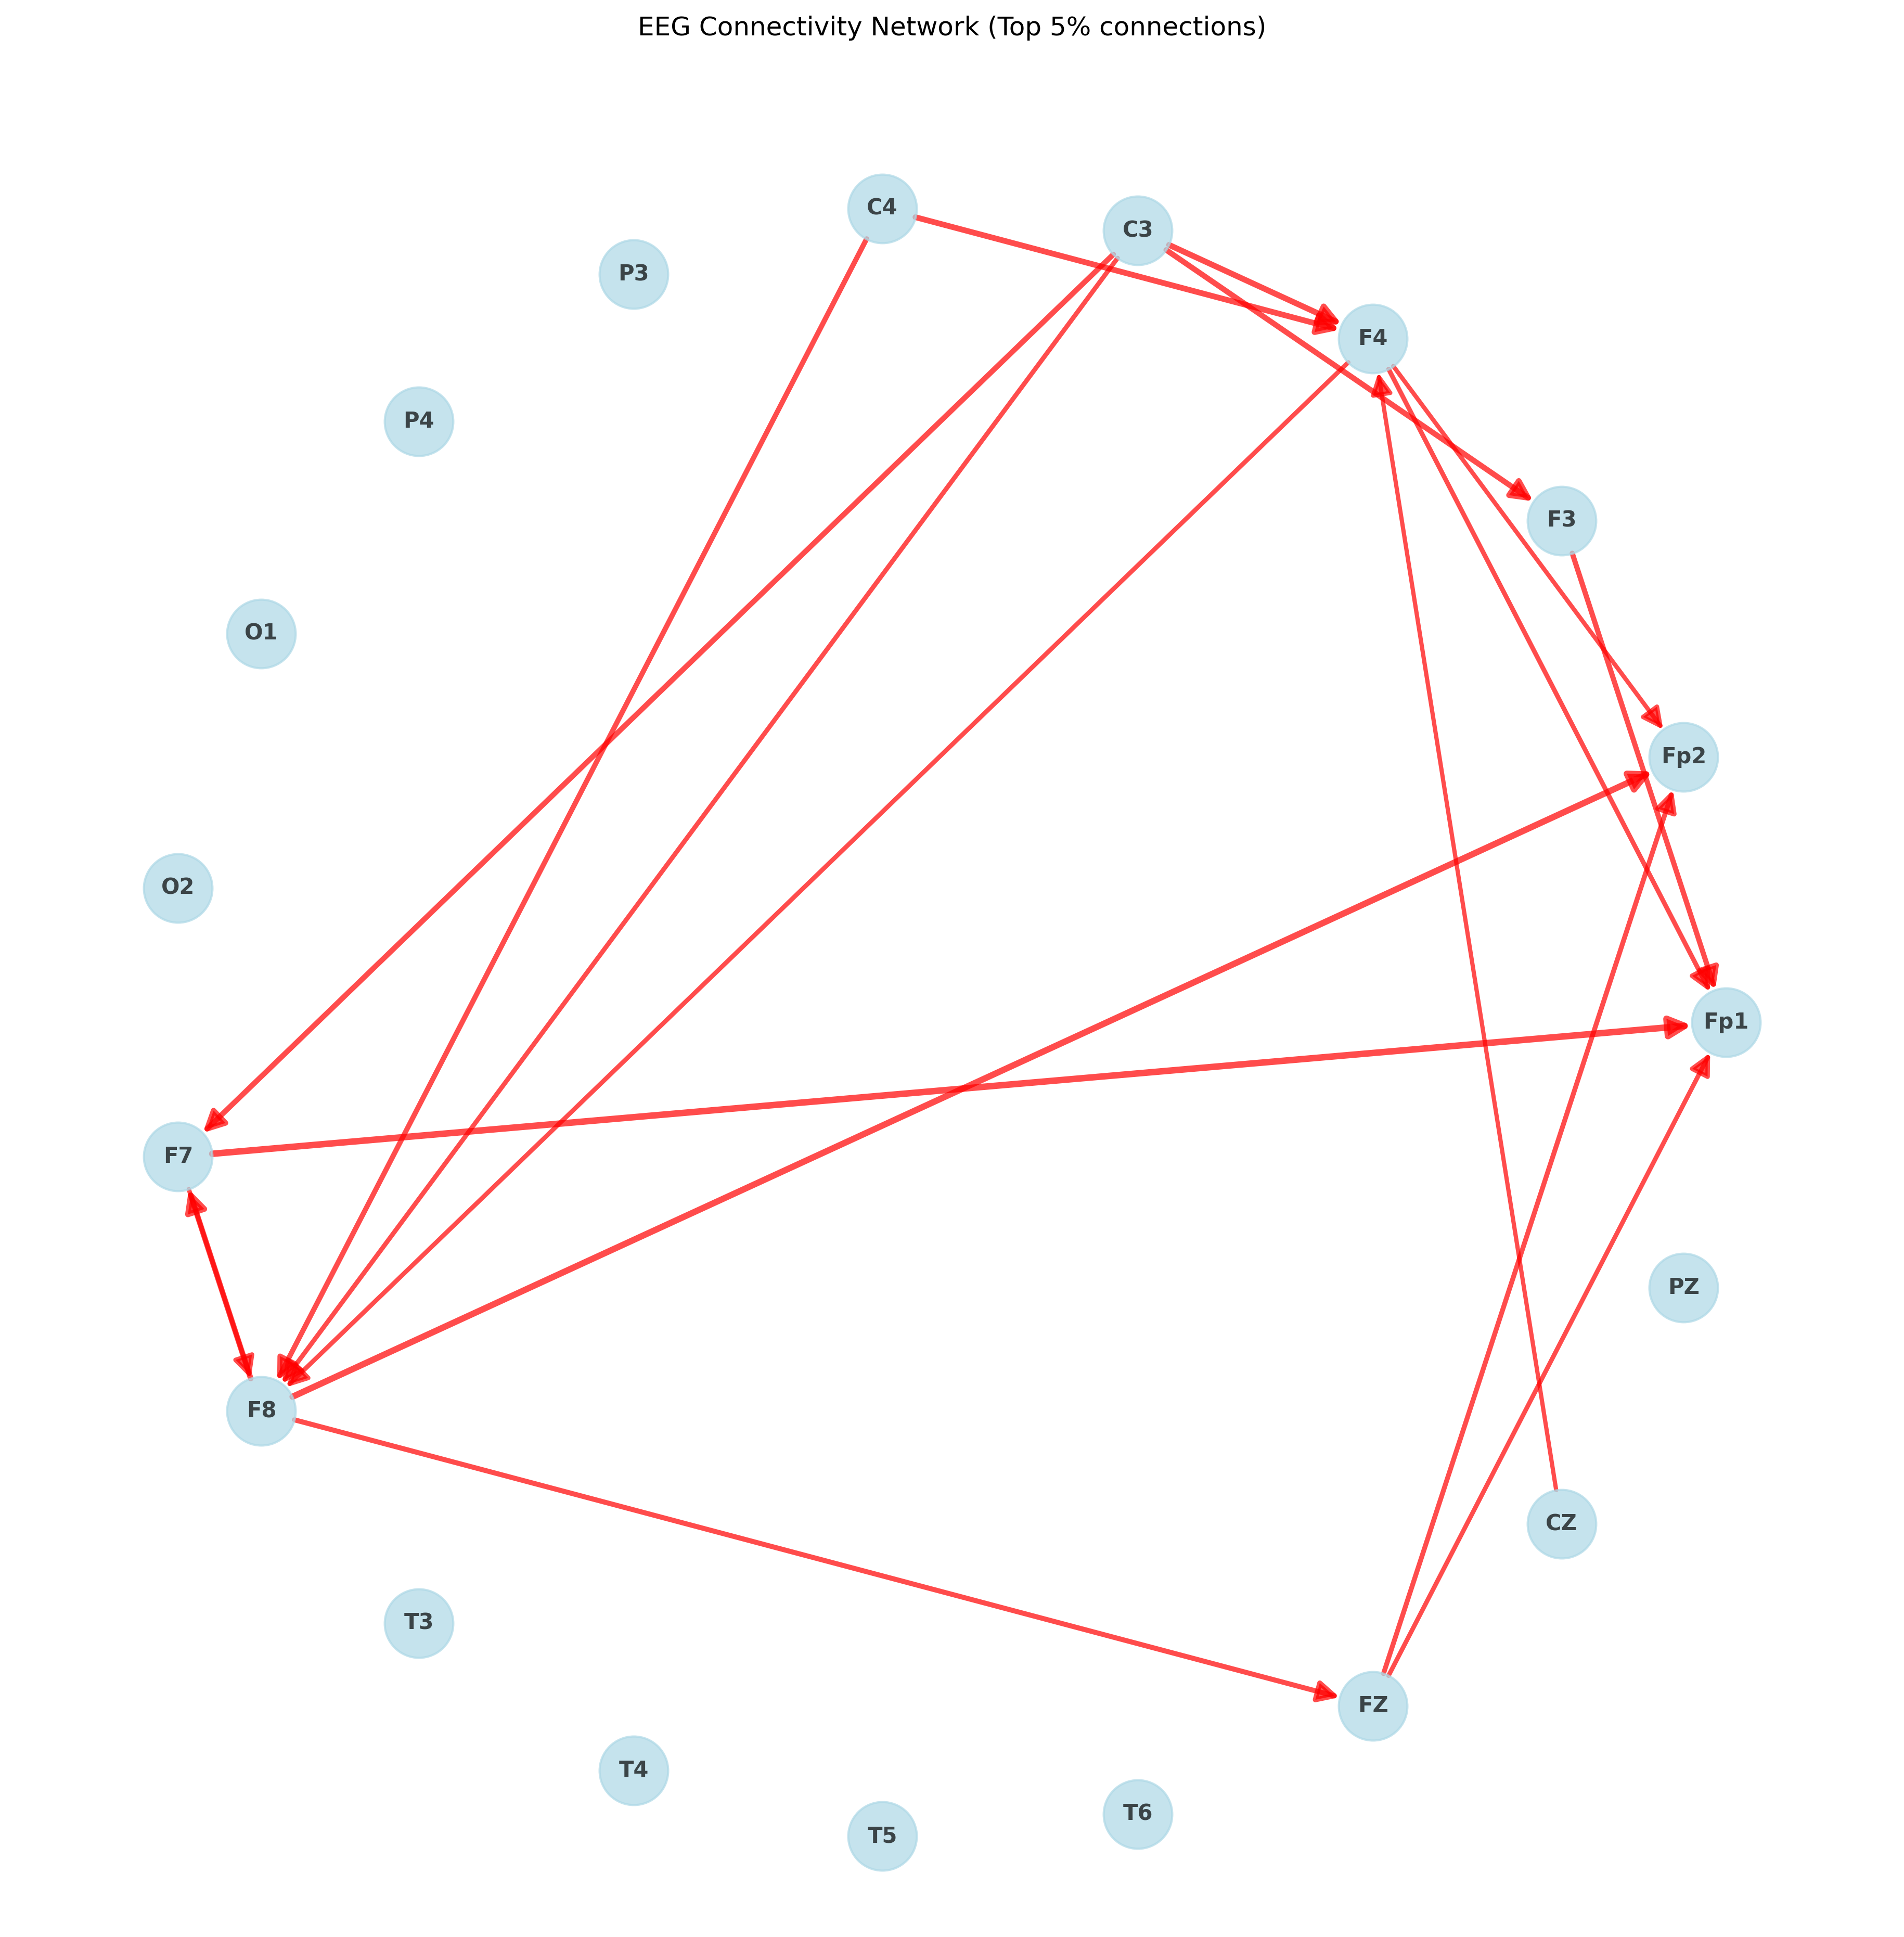 EEG Connectivity Network (Top 5% connections)
C4
C3
P3
F4
P4
F3
O1
Fp2
O2
Fp1
F7
PZ
F8
CZ
T3
FZ
T4
T6
T5